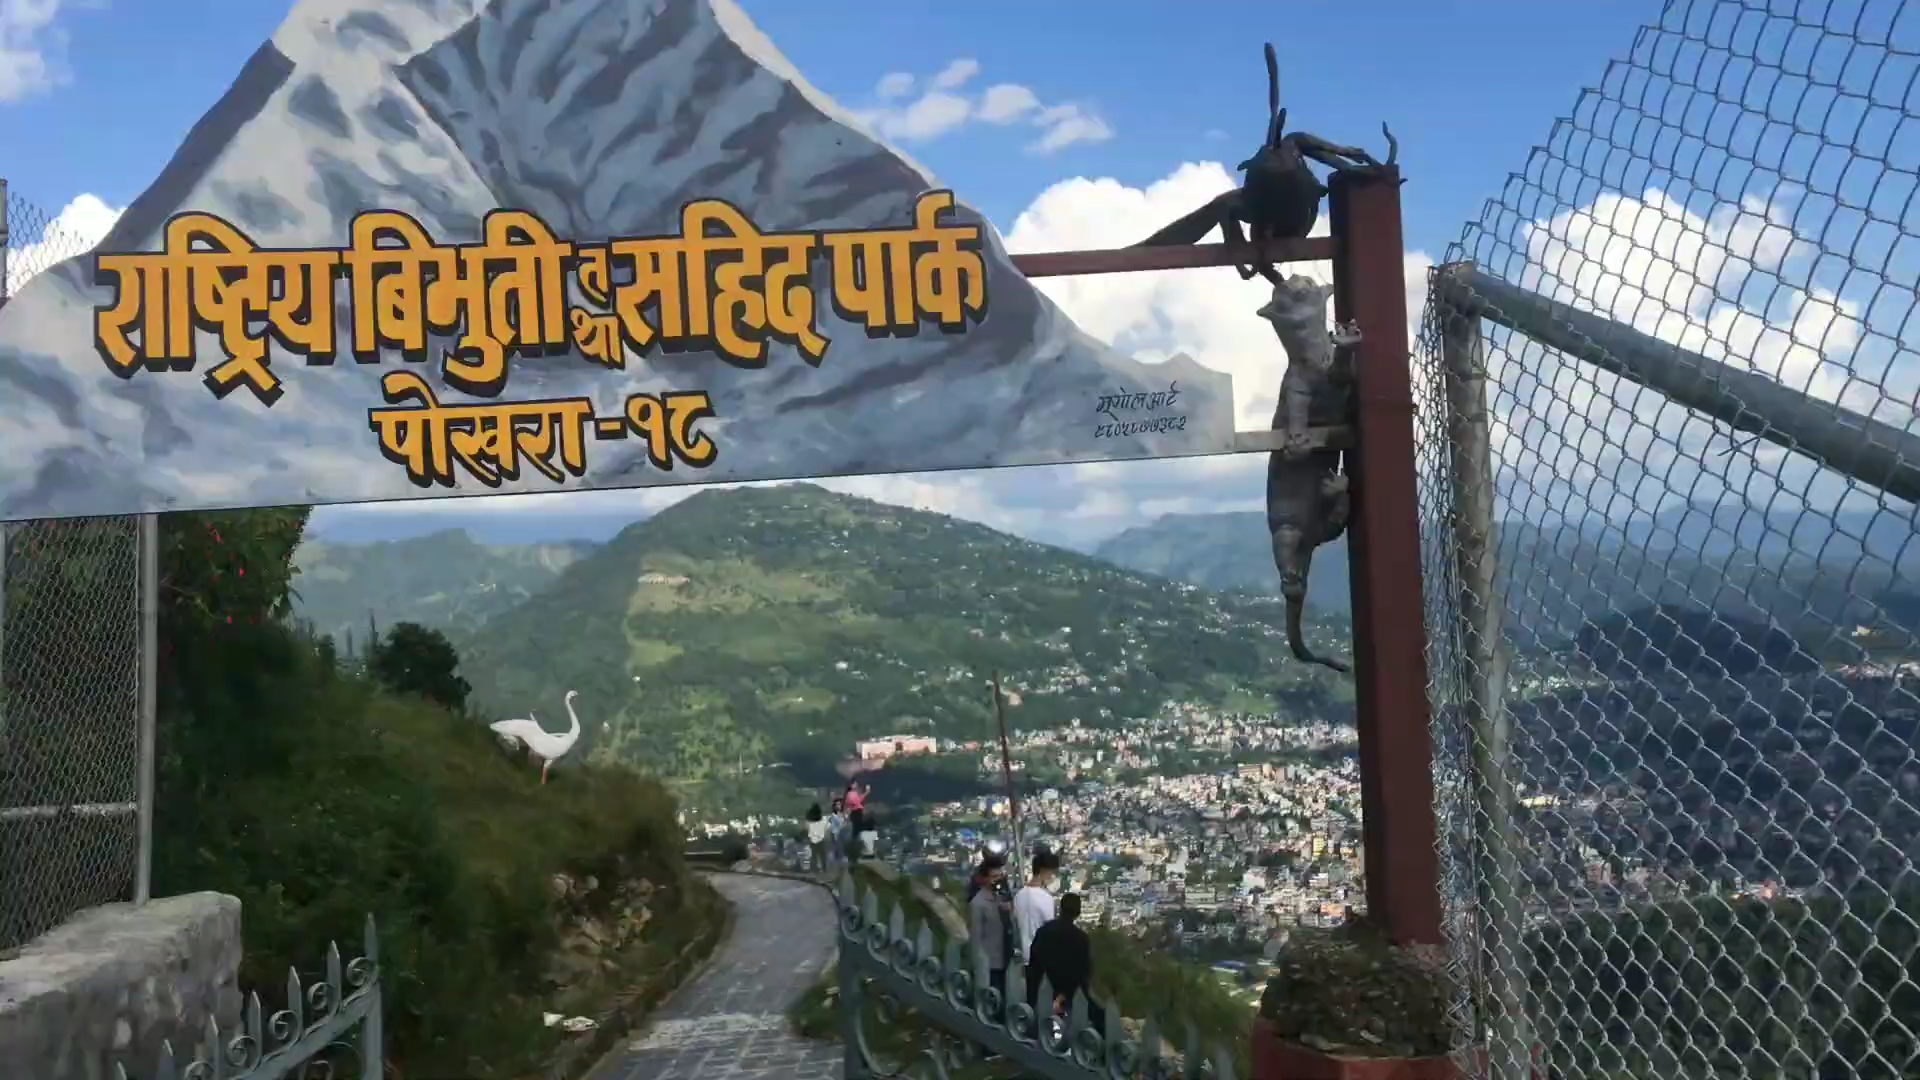 राष्ट्रिय बिभुती तथा सहिद पार्क
पोखरा -१८